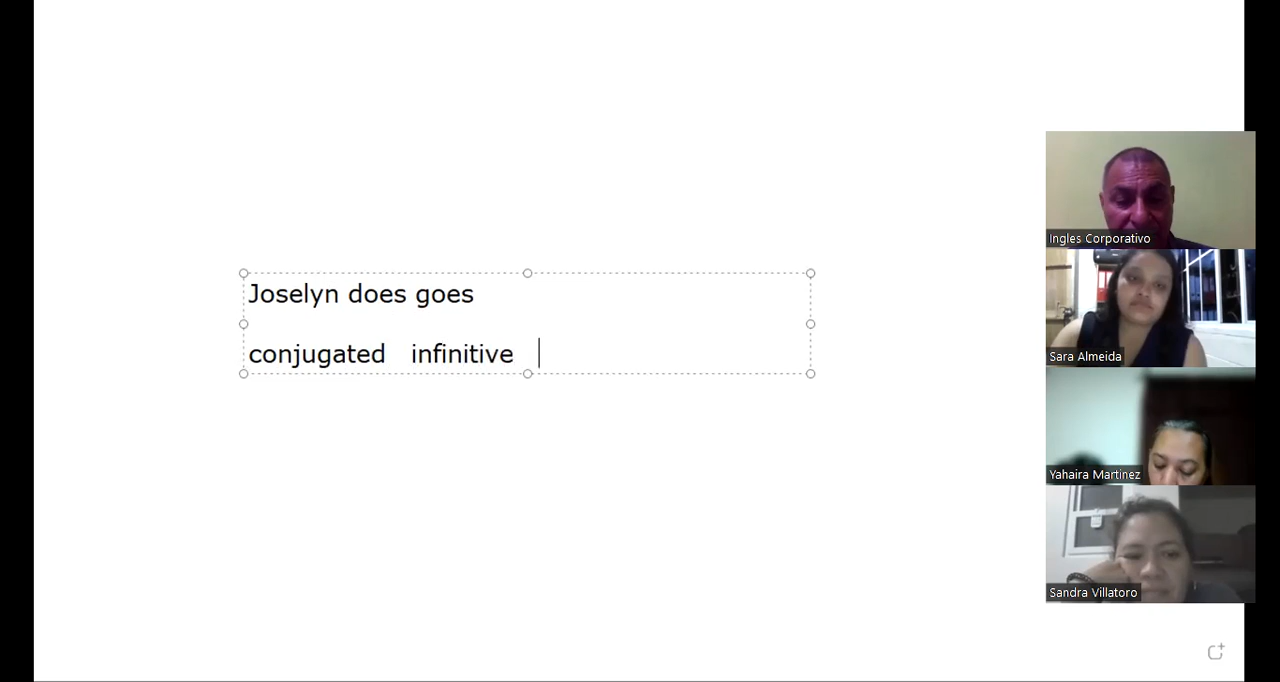 Joselyn does goes
conjugated infinitive
Ingles Corporativo
Sara Almeida
Yahaira Martinez
Sandra Villatoro